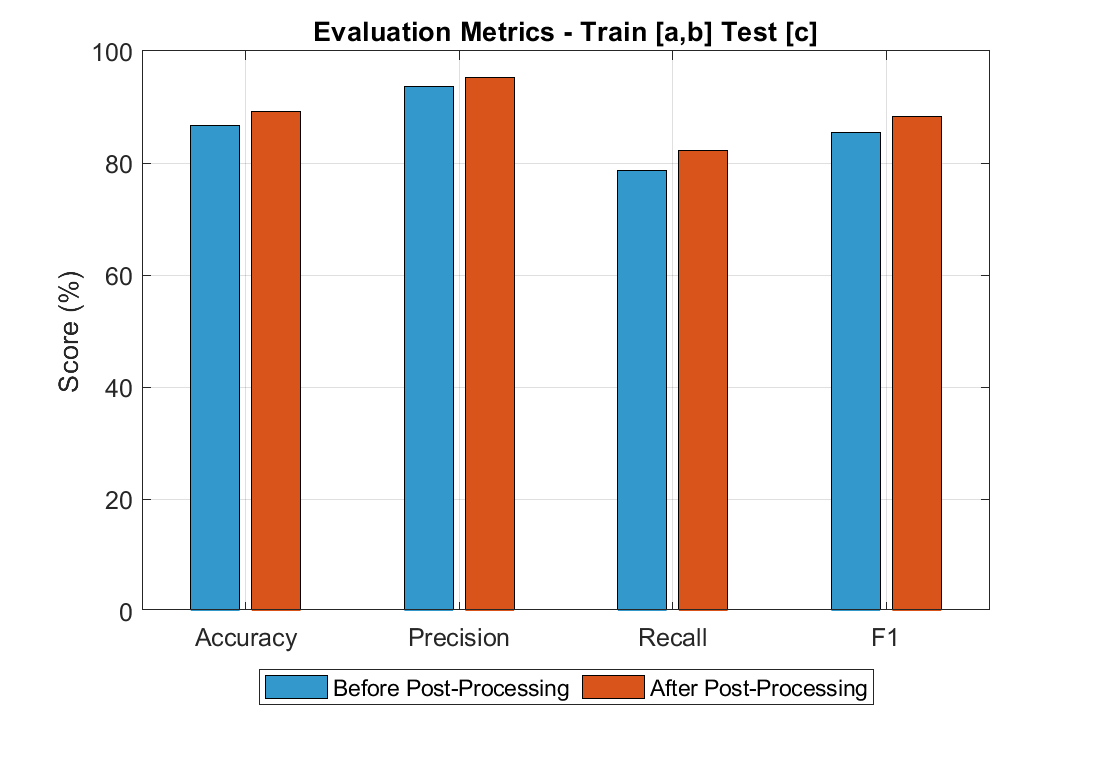 Evaluation Metrics - Train [a,b] Test [c]
100
80
60
40
20
0
Score (%)
Accuracy Precision Recall F1
Before Post-Processing After Post-Processing